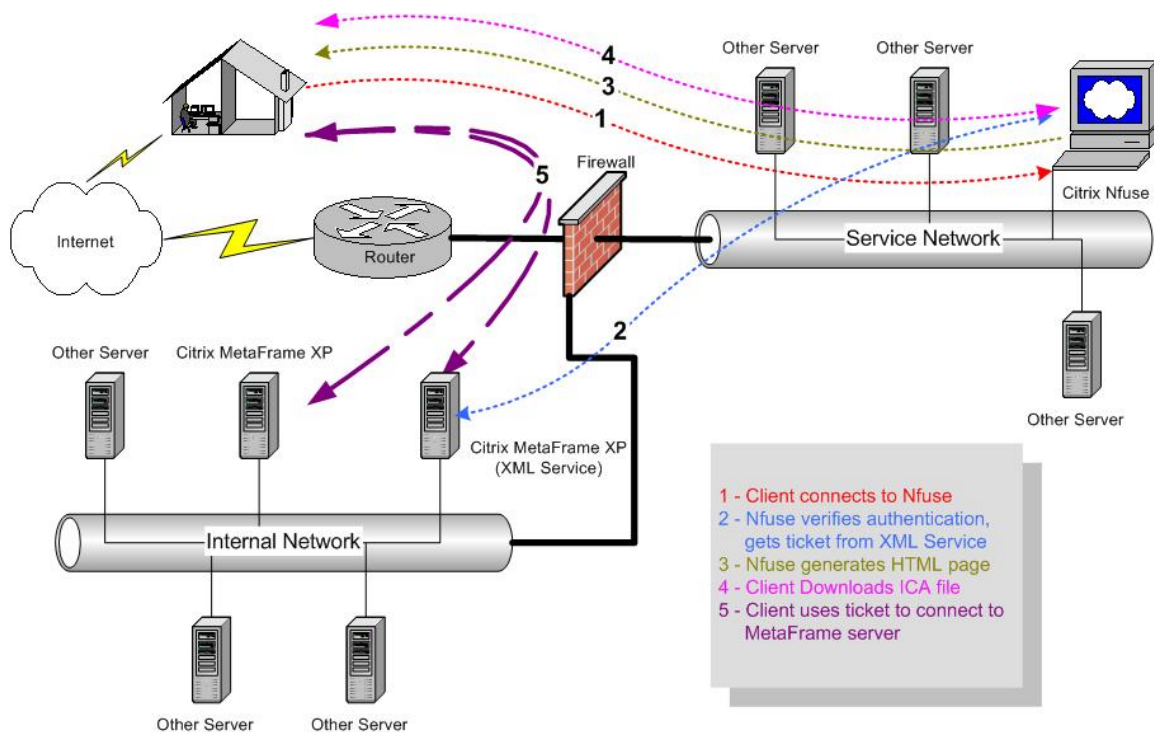 Other Server
Other Server
4
3
1
Citrix Nfuse
5
Firewall
Internet
Router
Service Network
2
Other Server
Citrix MetaFrame XP
Citrix MetaFrame XP
(XML Service)
Other Server
Internal Network
Other Server
Other Server
1 - Client connects to Nfuse
2 - Nfuse verifies authentication,
gets ticket from XML Service
3 - Nfuse generates HTML page
4 - Client Downloads ICA file
5 - Client uses ticket to connect to
MetaFrame server